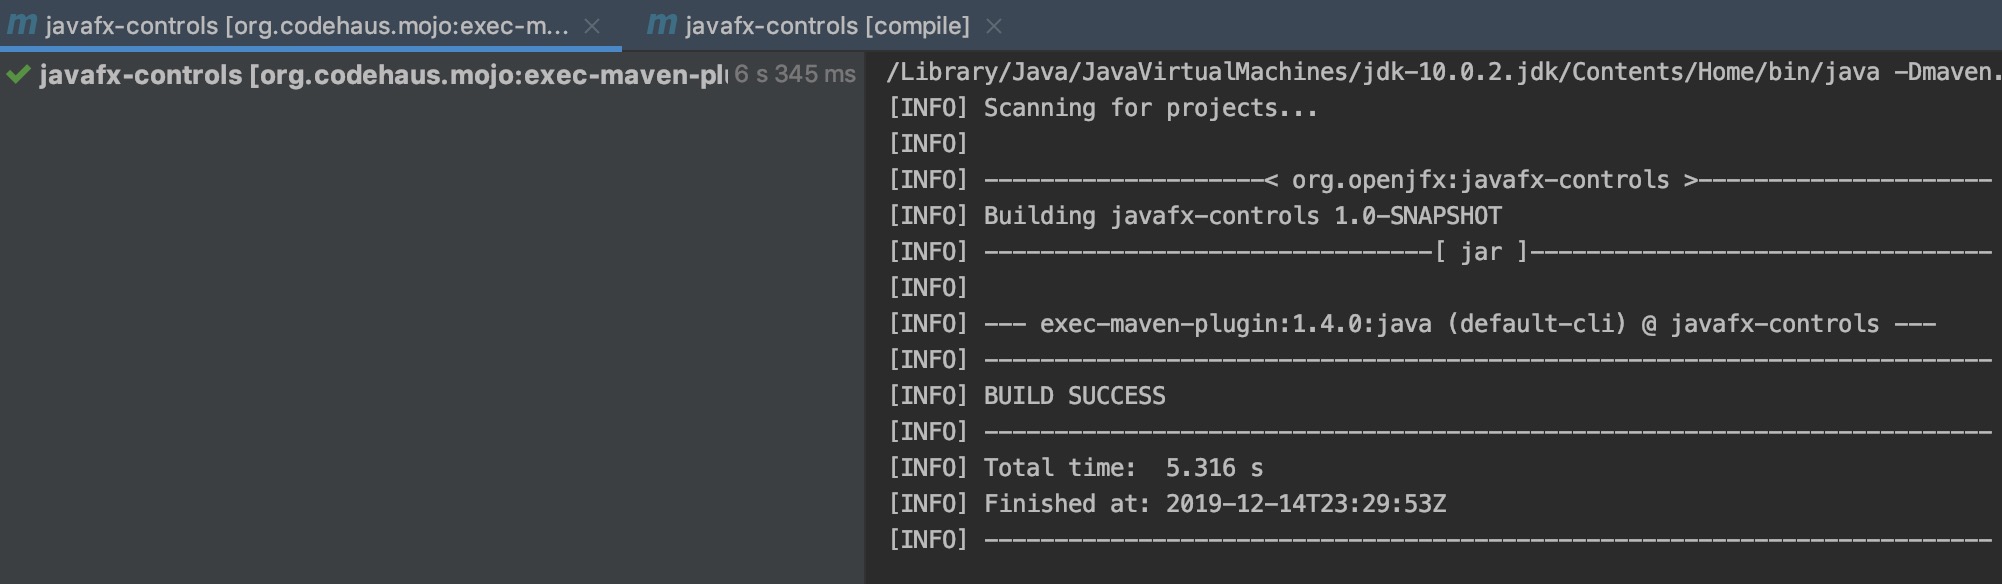 m javafx-controls [org.codehaus.mojo:exec-m... × m javafx-controls [compile] ×
javafx-controls [org.codehaus.mojo:exec-maven-plu 6 s 345 ms
/Library/Java/JavaVirtualMachines/jdk-10.0.2.jdk/Contents/Home/bin/java -Dmaven.
[INFO] Scanning for projects...
[INFO]
[INFO] --------------------< org.openjfx:javafx-controls >---------------------
[INFO] Building javafx-controls 1.0-SNAPSHOT
[INFO] --------------------------------[ jar ]---------------------------------
[INFO]
[INFO] --- exec-maven-plugin:1.4.0:java (default-cli) @ javafx-controls ---
[INFO] ------------------------------------------------------------------------
[INFO] BUILD SUCCESS
[INFO] ------------------------------------------------------------------------
[INFO] Total time:  5.316 s
[INFO] Finished at: 2019-12-14T23:29:53Z
[INFO] ------------------------------------------------------------------------